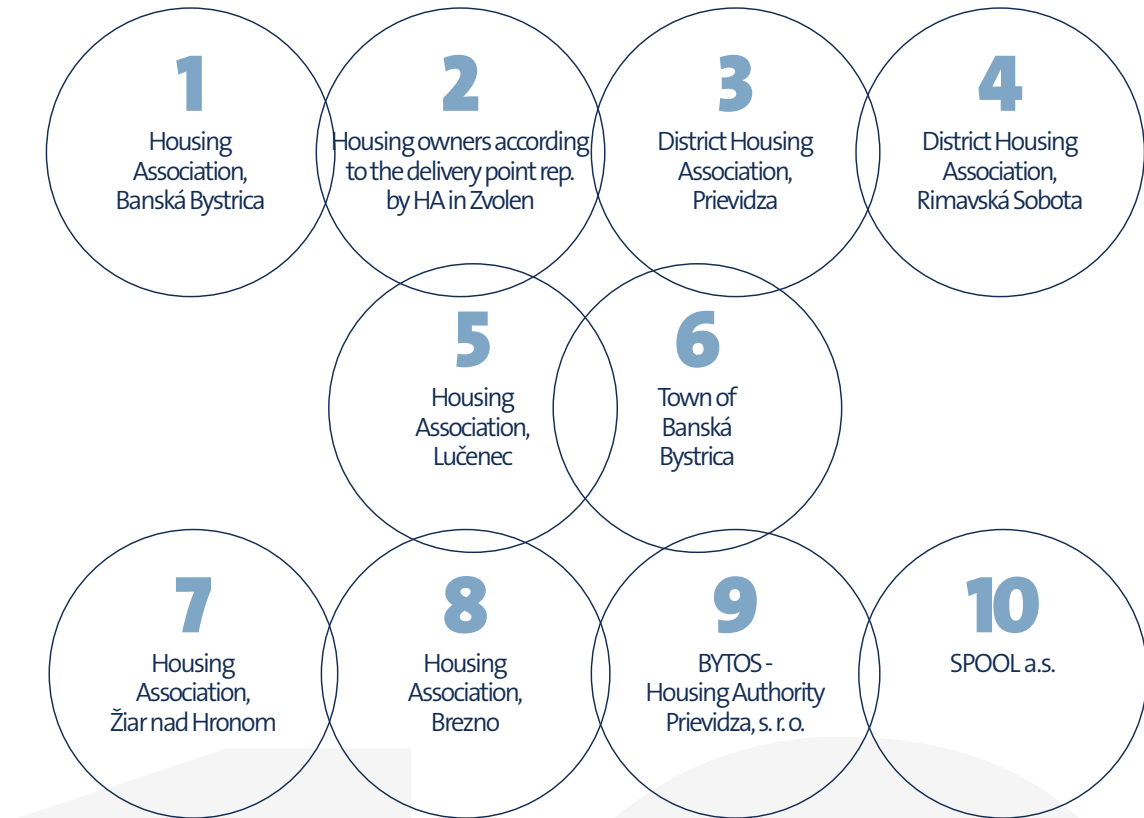 1
Housing
Association,
Banská Bystrica
2
Housing owners according
to the delivery point rep.
by HA in Zvolen
3
District Housing
Association,
Prievidza
4
District Housing
Association,
Rimavská Sobota
5
Housing
Association,
Lučenec
6
Town of
Banská
Bystrica
7
Housing
Association,
Žiar nad Hronom
8
Housing
Association,
Brezno
9
BYTOS -
Housing Authority
Prievidza, s. r. o.
10
SPOOL a.s.